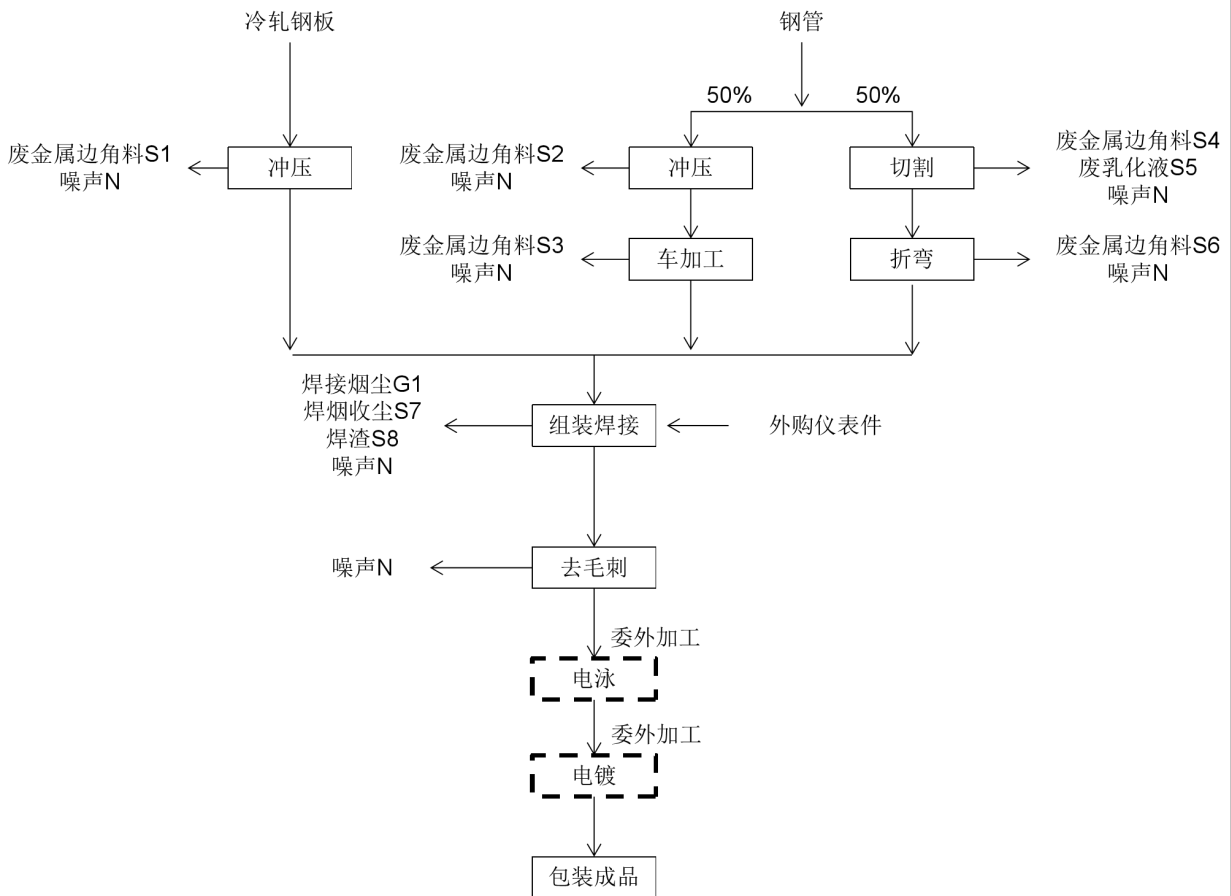 冷轧钢板
钢管
50%
50%
废金属边角料S1
噪声N
冲压
废金属边角料S2
噪声N
冲压
切割
废金属边角料S4
废乳化液S5
噪声N
废金属边角料S3
噪声N
车加工
折弯
废金属边角料S6
噪声N
焊接烟尘G1
焊烟收尘S7
焊渣S8
噪声N
组装焊接
外购仪表件
噪声N
去毛刺
委外加工
电泳
委外加工
电镀
包装成品